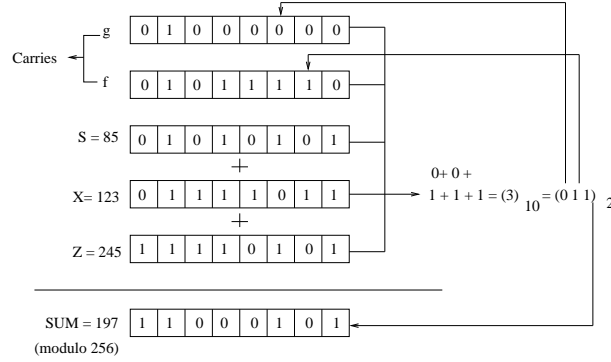 g 0 1 0 0 0 0 0 0
Carries
f 0 1 0 1 1 1 1 0
S = 85 0 1 0 1 0 1 0 1
+
0+ 0 +
X= 123 0 1 1 1 1 0 1 1
1 + 1 + 1 = (3) 10 = (0 1 1) 2
+
Z = 245 1 1 1 1 0 1 0 1
SUM = 197 1 1 0 0 0 1 0 1
(modulo 256)